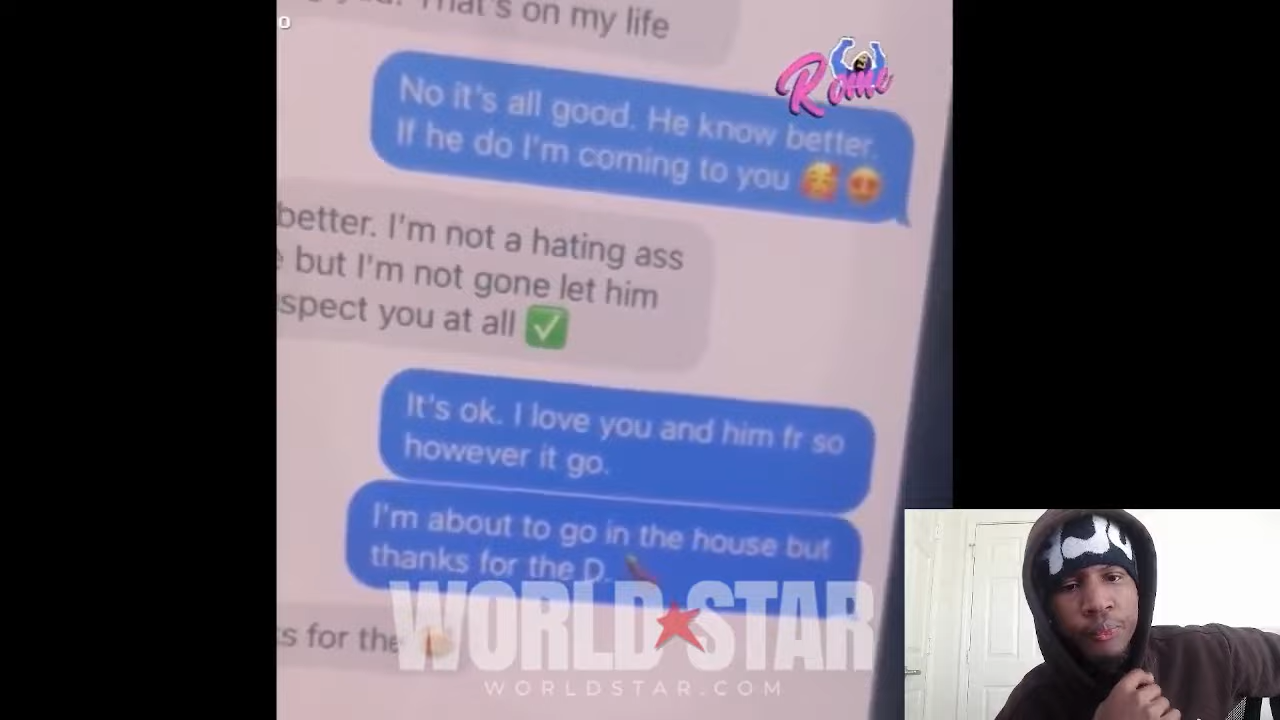 o
That's on my life
Rome
No it's all good. He know better.
If he do I'm coming to you 🥰 😍
better. I'm not a hating ass
but I'm not gone let him
spect you at all ✅
It's ok. I love you and him fr so
however it go.
I'm about to go in the house but
thanks for the D.
s for the
WORLD STAR
WORLDSTAR.COM